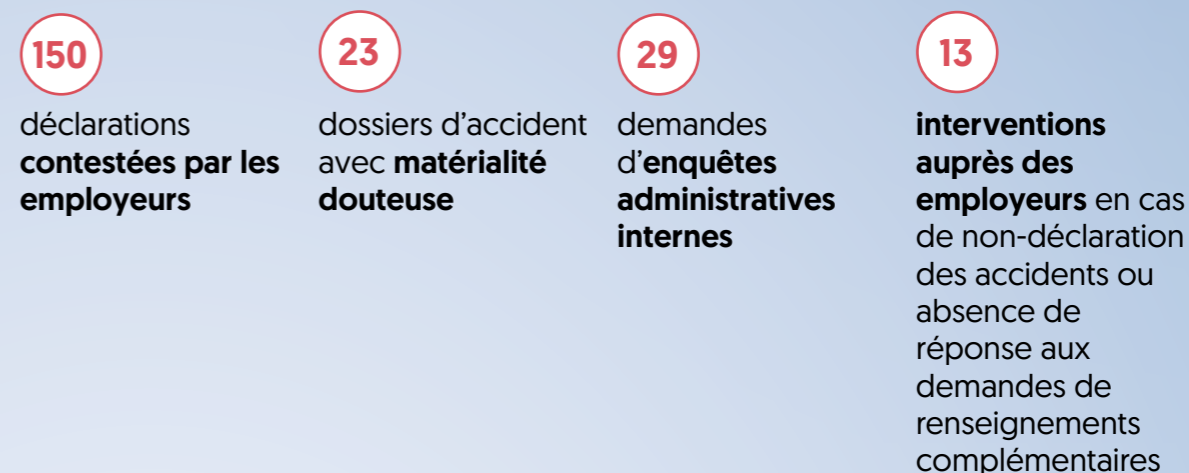 150
déclarations
contestées par les
employeurs
23
dossiers d’accident
avec matérialité
douteuse
29
demandes
d’enquêtes
administratives
internes
13
interventions
auprès des
employeurs en cas
de non-déclaration
des accidents ou
absence de
réponse aux
demandes de
renseignements
complémentaires